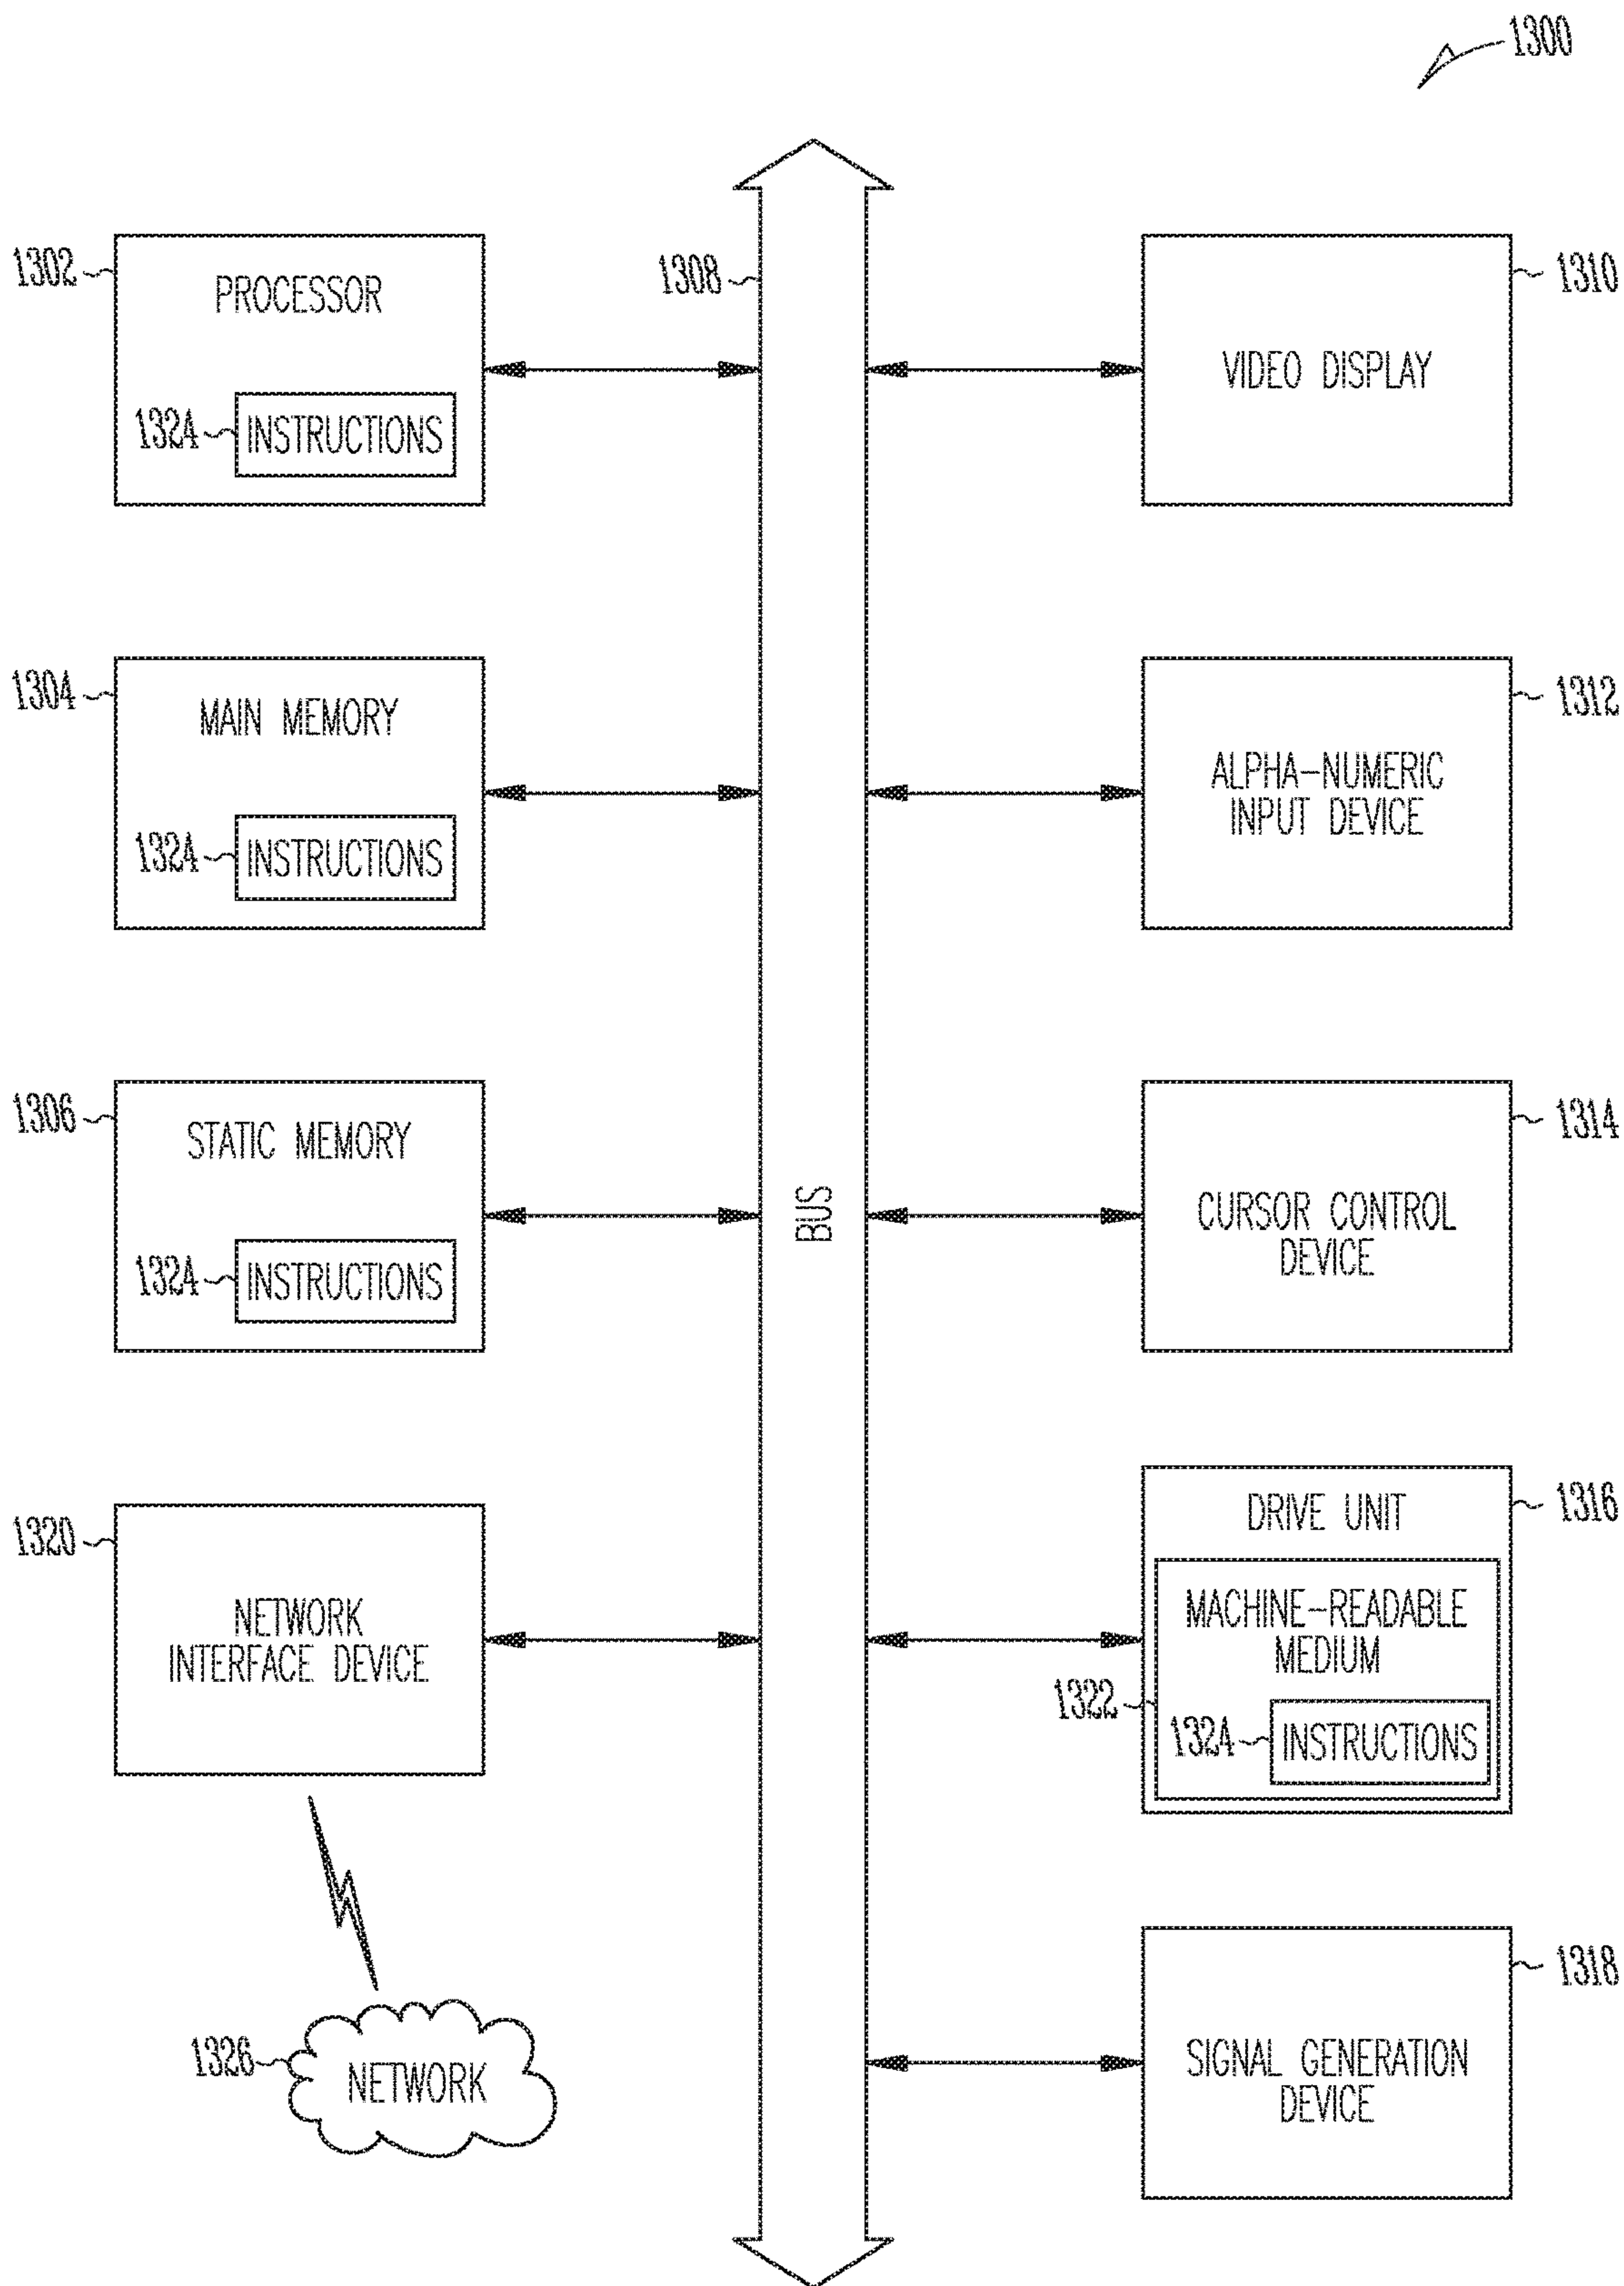 1300
1302
PROCESSOR
1324
INSTRUCTIONS
1304
MAIN MEMORY
1324
INSTRUCTIONS
1306
STATIC MEMORY
1324
INSTRUCTIONS
1320
NETWORK
INTERFACE DEVICE
1326
NETWORK
1308
BUS
1310
VIDEO DISPLAY
1312
ALPHA-NUMERIC
INPUT DEVICE
1314
CURSOR CONTROL
DEVICE
1316
DRIVE UNIT
MACHINE-READABLE
MEDIUM
1322
1324
INSTRUCTIONS
1318
SIGNAL GENERATION
DEVICE